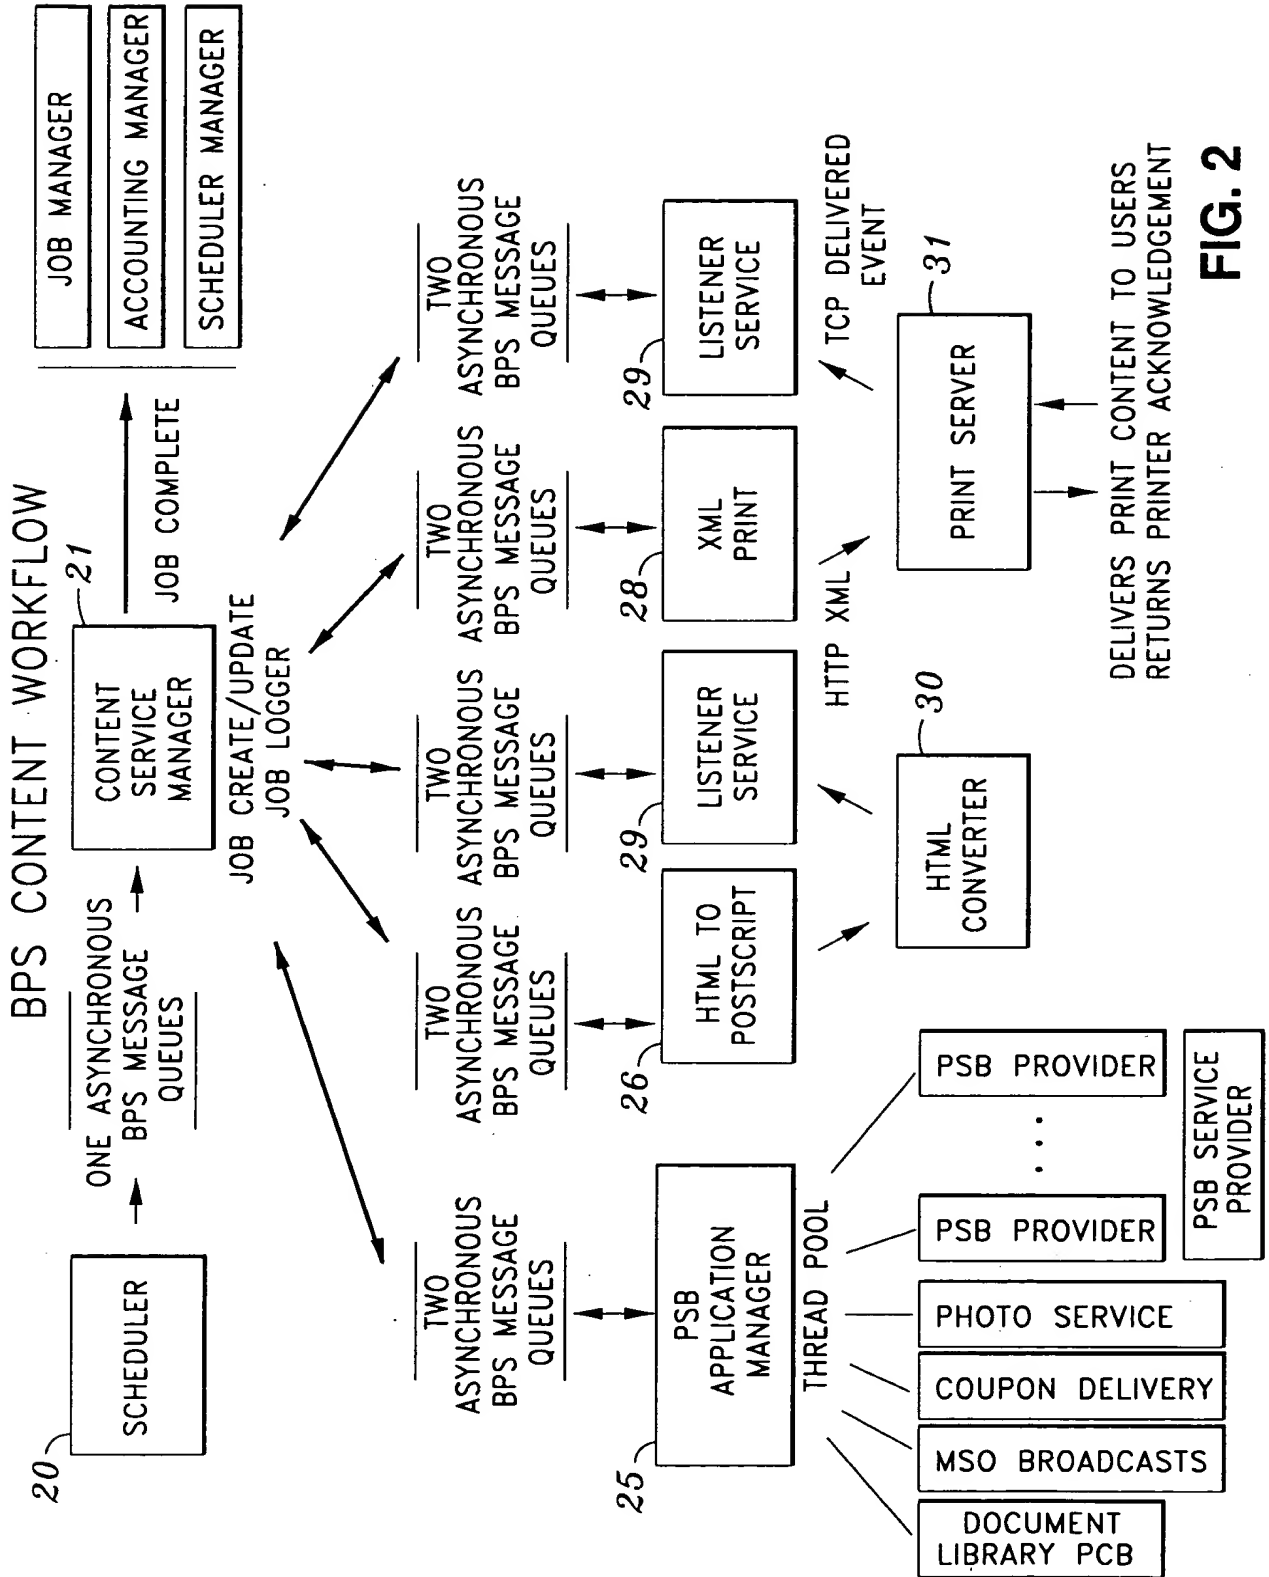 BPS CONTENT WORKFLOW
20
SCHEDULER
ONE ASYNCHRONOUS
BPS MESSAGE
QUEUES
21
CONTENT
SERVICE
MANAGER
JOB COMPLETE
JOB MANAGER
ACCOUNTING MANAGER
SCHEDULER MANAGER
JOB CREATE/UPDATE
JOB LOGGER
TWO
ASYNCHRONOUS
BPS MESSAGE
QUEUES
TWO
ASYNCHRONOUS
BPS MESSAGE
QUEUES
TWO
ASYNCHRONOUS
BPS MESSAGE
QUEUES
TWO
ASYNCHRONOUS
BPS MESSAGE
QUEUES
TWO
ASYNCHRONOUS
BPS MESSAGE
QUEUES
25
PSB
APPLICATION
MANAGER
26
HTML TO
POSTSCRIPT
29
LISTENER
SERVICE
28
XML
PRINT
29
LISTENER
SERVICE
THREAD POOL
HTTP XML
TCP DELIVERED
EVENT
DOCUMENT
LIBRARY PCB
MSO BROADCASTS
COUPON DELIVERY
PHOTO SERVICE
PSB PROVIDER
. . .
PSB PROVIDER
PSB SERVICE
PROVIDER
30
HTML
CONVERTER
31
PRINT SERVER
DELIVERS PRINT CONTENT TO USERS
RETURNS PRINTER ACKNOWLEDGEMENT
FIG. 2